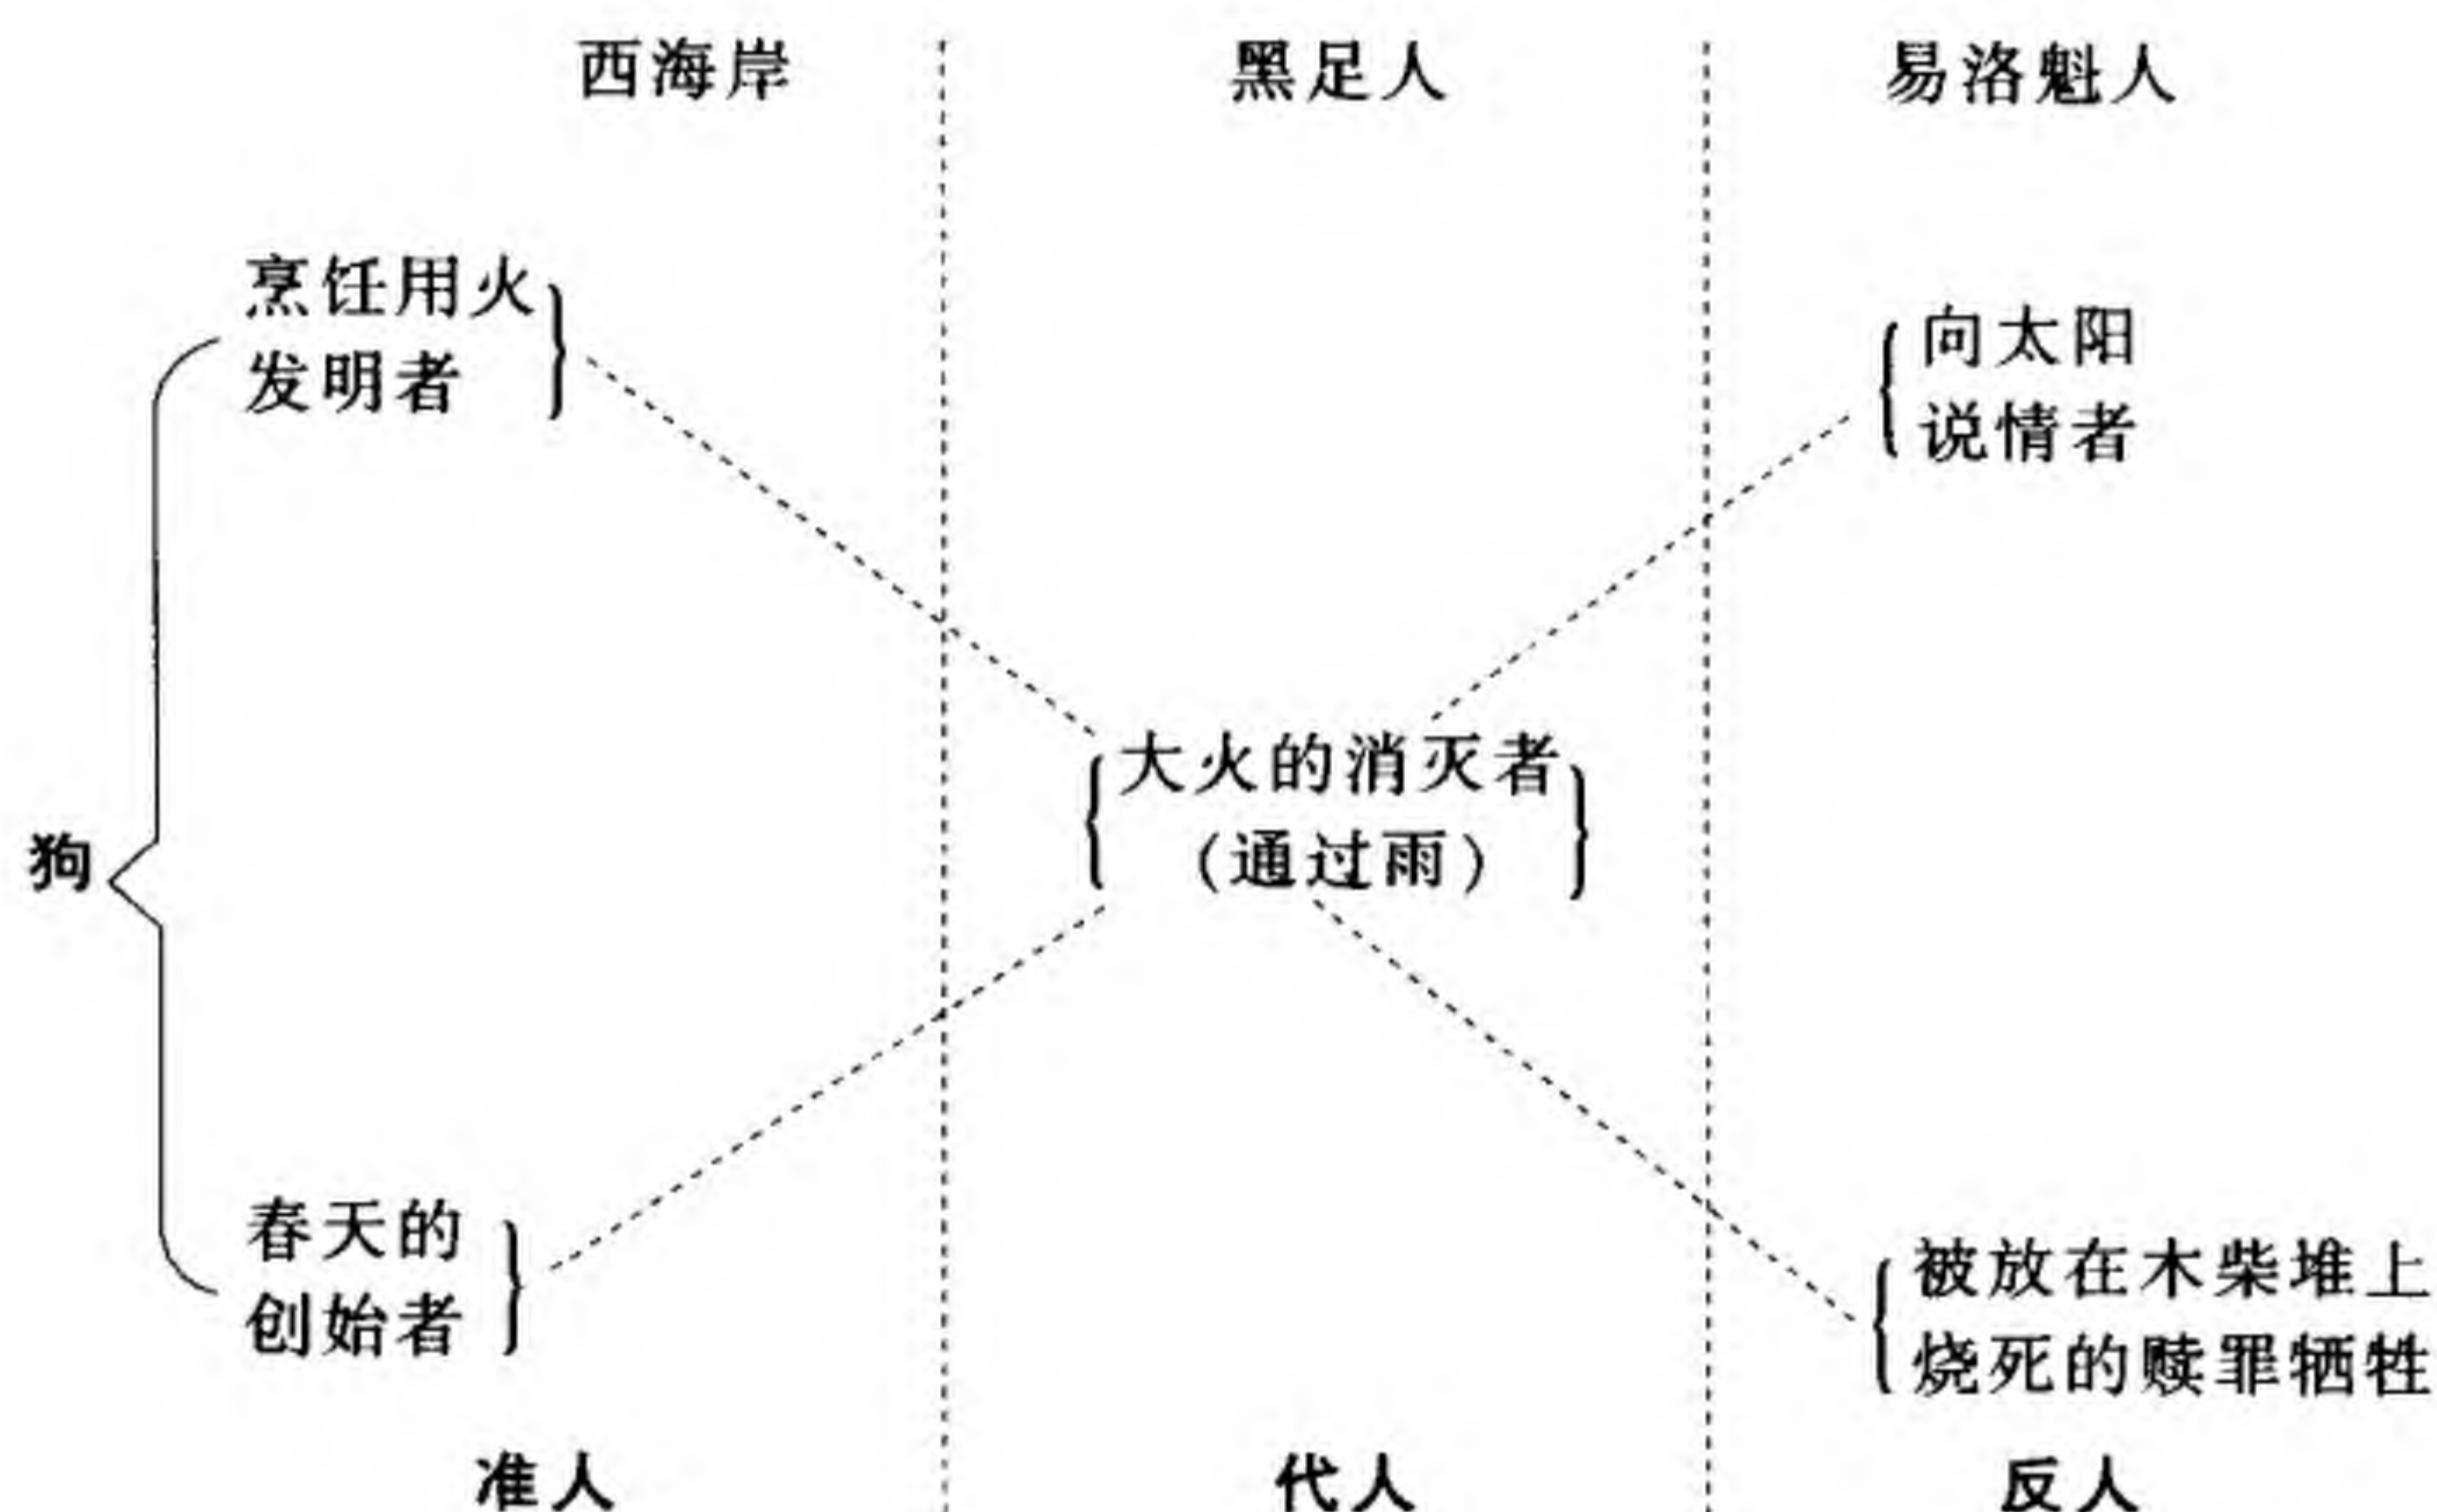 西海岸
黑足人
易洛魁人
烹饪用火
发明者
向太阳
说情者
大火的消灭者
(通过雨)
狗
春天的
创始者
被放在木柴堆上
烧死的赎罪牺牲
准人
代人
反人